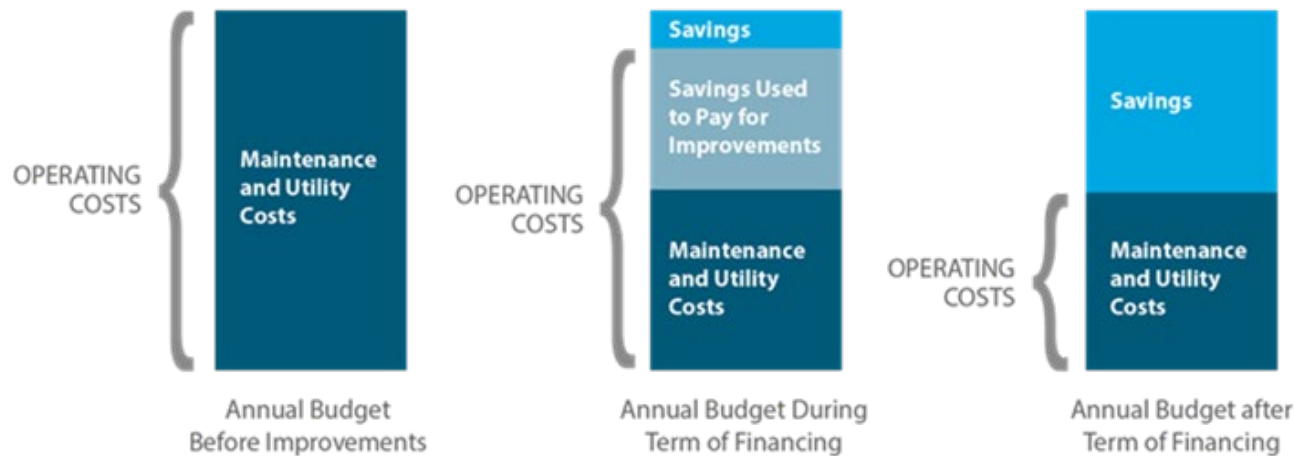 OPERATING
COSTS
Maintenance
and Utility
Costs
Annual Budget
Before Improvements
OPERATING
COSTS
Savings
Savings Used
to Pay for
Improvements
Maintenance
and Utility
Costs
Annual Budget During
Term of Financing
OPERATING
COSTS
Savings
Maintenance
and Utility
Costs
Annual Budget after
Term of Financing